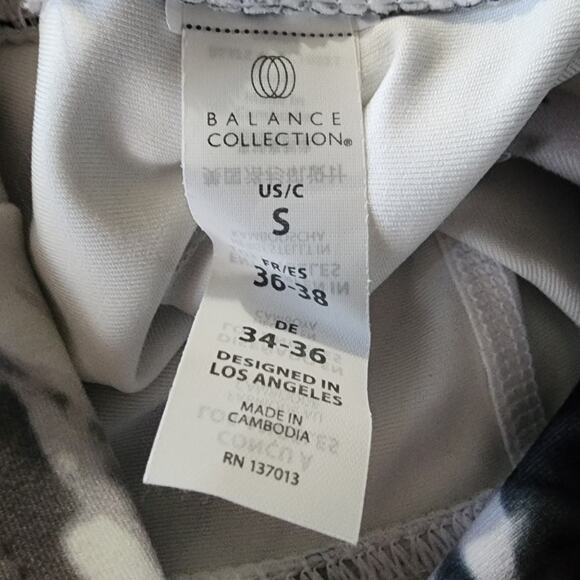 BALANCE
COLLECTION®
US/C
S
FR/ES
36-38
DE
34-36
DESIGNED IN
LOS ANGELES
MADE IN
CAMBODIA
RN 137013